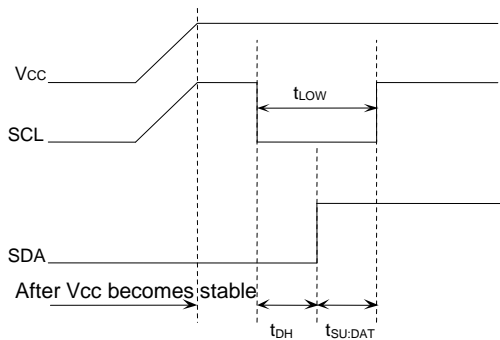 VCC
tLOW
SCL
SDA
After Vcc becomes stable
tDH
tSU:DAT